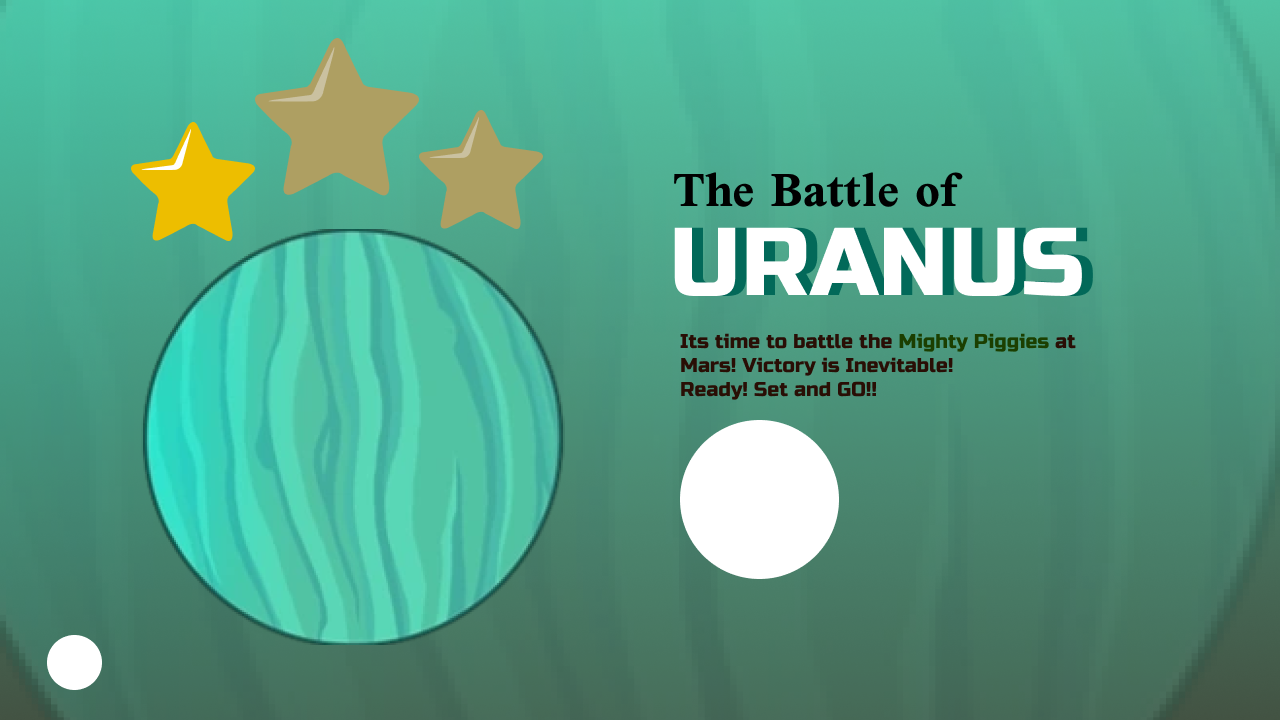 The Battle of
URANUS
Its time to battle the Mighty Piggies at
Mars! Victory is Inevitable!
Ready! Set and GO!!